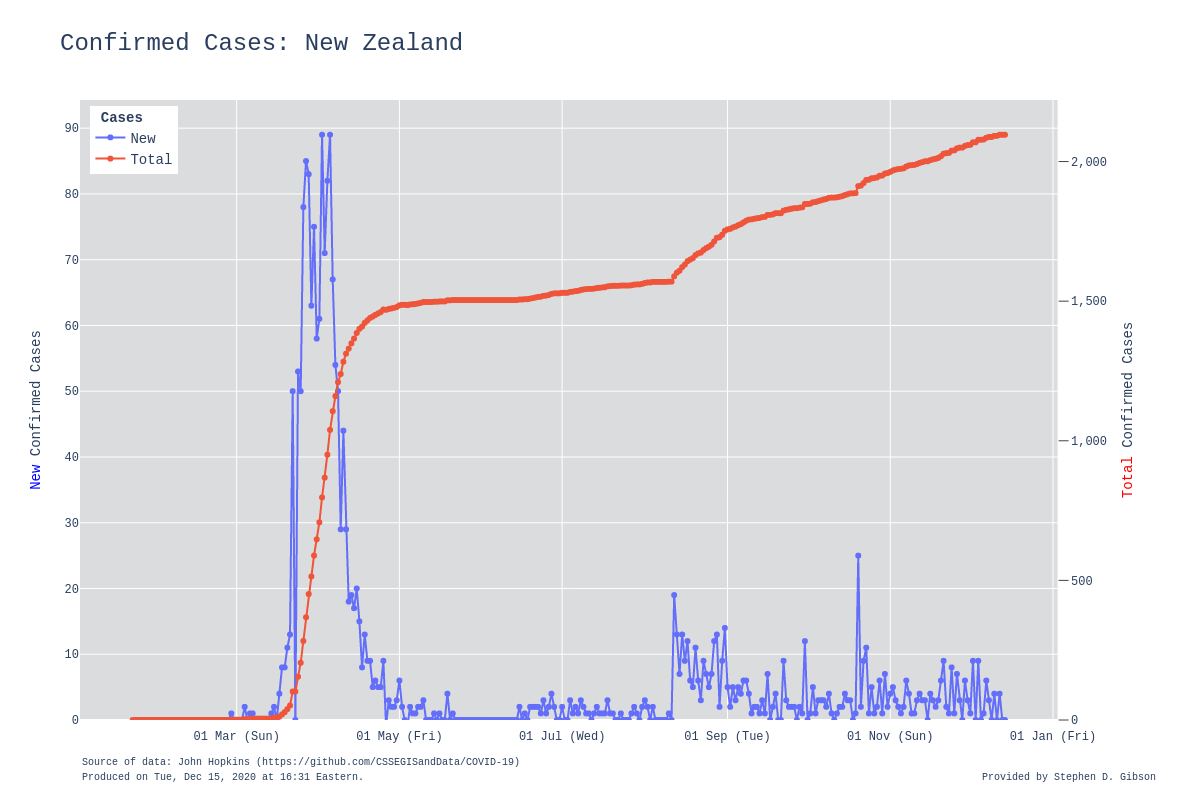 Confirmed Cases: New Zealand
Cases
New
Total
90
80
70
60
50
40
30
20
10
0
2,000
1,500
1,000
500
0
New Confirmed Cases
Total Confirmed Cases
01 Mar (Sun)
01 May (Fri)
01 Jul (Wed)
01 Sep (Tue)
01 Nov (Sun)
01 Jan (Fri)
Source of data: John Hopkins (https://github.com/CSSEGISandData/COVID-19)
Produced on Tue, Dec 15, 2020 at 16:31 Eastern.
Provided by Stephen D. Gibson